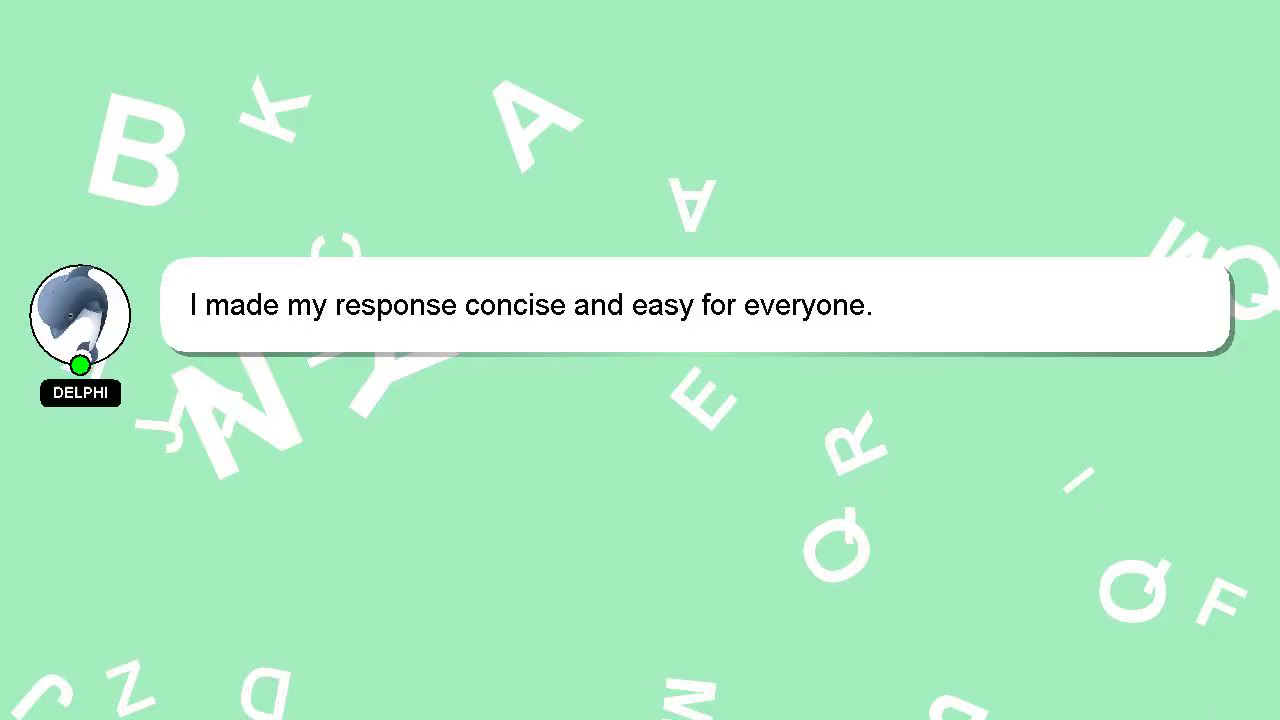 B
K
A
A
C
M
Q
I made my response concise and easy for everyone.
DELPHI
N
Y
E
R
I
Q
Q
F
J
Z
D
M